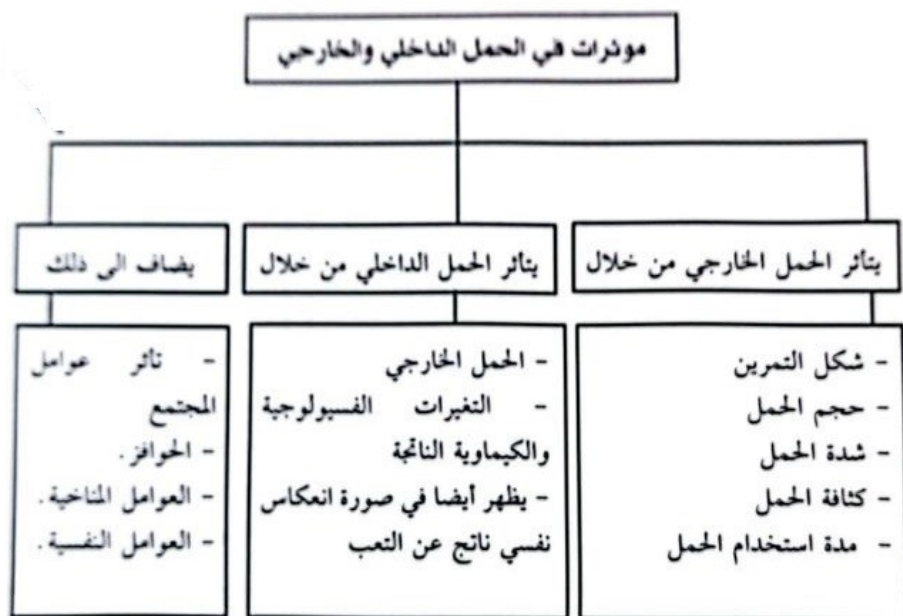 موثرات في الحمل الداخلي والخارجي
يتأثر الحمل الخارجي من خلال
- شكل التمرين
- حجم الحمل
- شدة الحمل
- كثافة الحمل
- مدة استخدام الحمل
يتأثر الحمل الداخلي من خلال
- الحمل الخارجي
- التغيرات الفسيولوجية
والكيماوية الناتجة
- يظهر أيضا في صورة انعكاس
نفسي ناتج عن التعب
يضاف الى ذلك
- تأثر عوامل
المجتمع
- الحوافز.
- العوامل المناخية.
- العوامل النفسية.